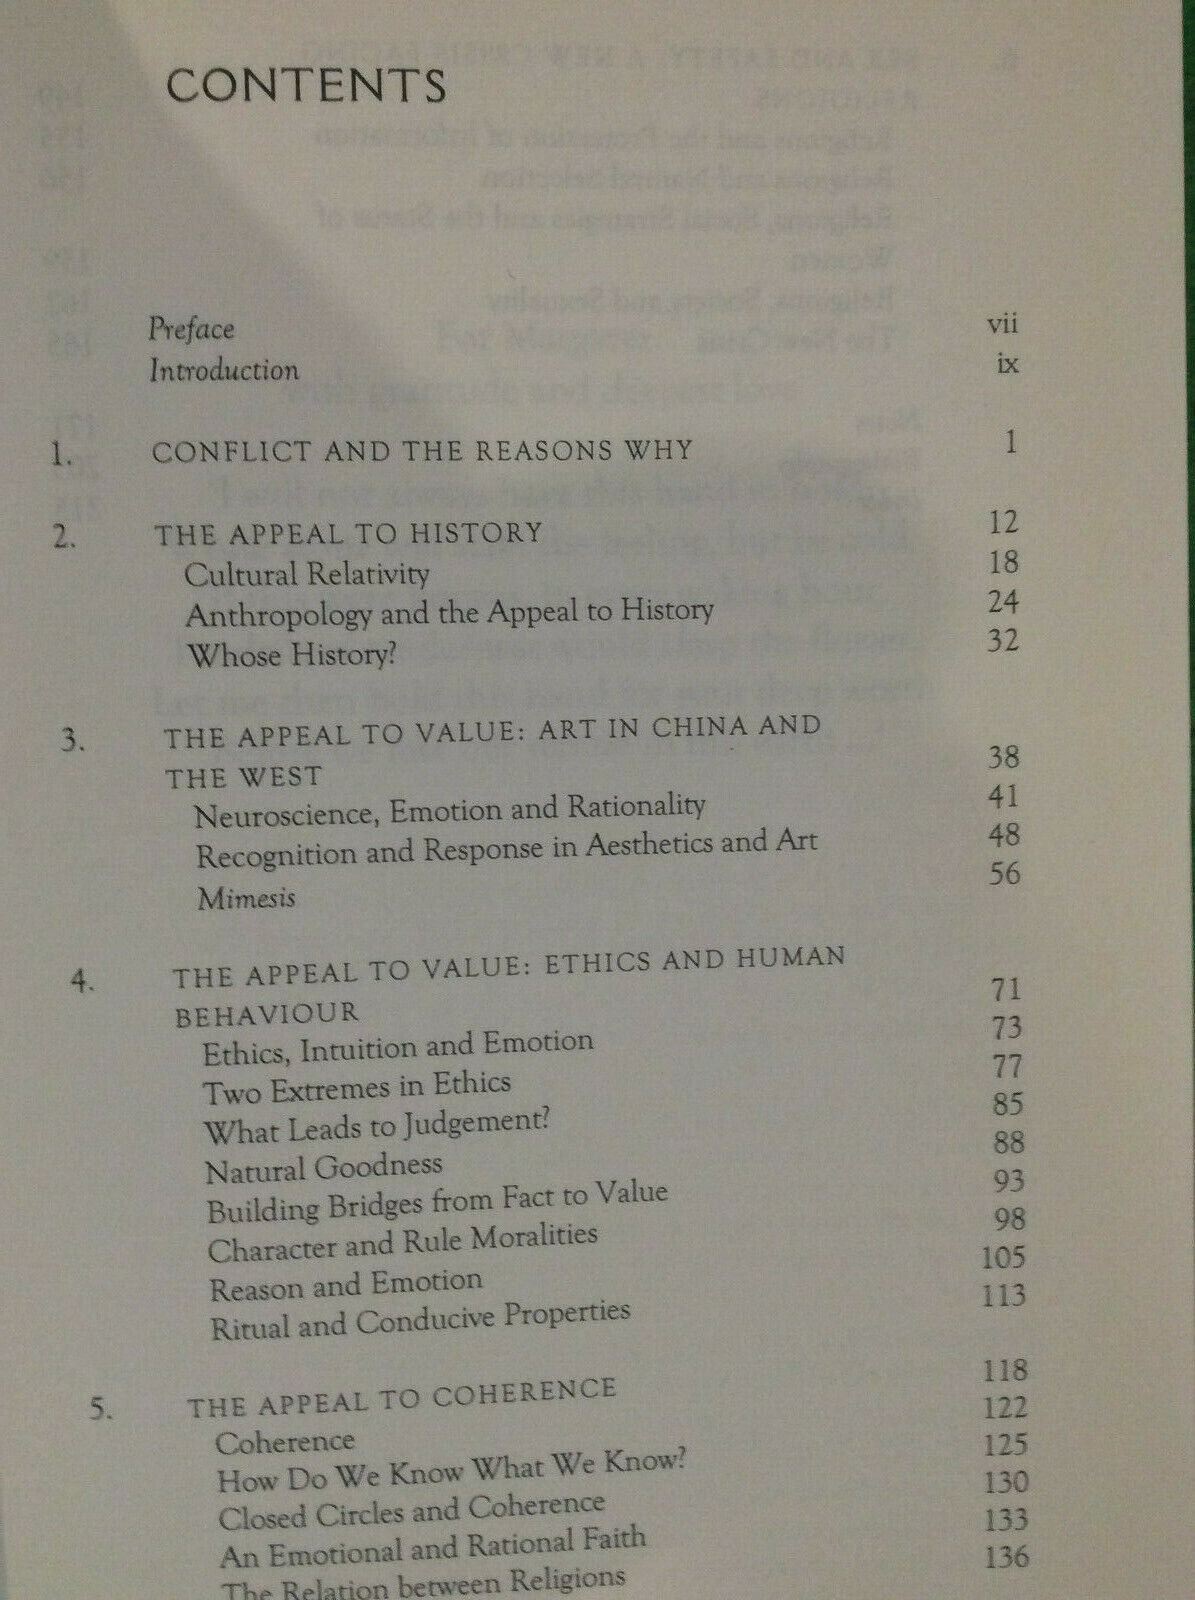 CONTENTS
Preface vii
Introduction ix
1. CONFLICT AND THE REASONS WHY 1
2. THE APPEAL TO HISTORY 12
Cultural Relativity 18
Anthropology and the Appeal to History 24
Whose History? 32
3. THE APPEAL TO VALUE: ART IN CHINA AND
THE WEST 38
Neuroscience, Emotion and Rationality 41
Recognition and Response in Aesthetics and Art 48
Mimesis 56
4. THE APPEAL TO VALUE: ETHICS AND HUMAN
BEHAVIOUR 71
Ethics, Intuition and Emotion 73
Two Extremes in Ethics 77
What Leads to Judgement? 85
Natural Goodness 88
Building Bridges from Fact to Value 93
Character and Rule Moralities 98
Reason and Emotion 105
Ritual and Conducive Properties 113
5. THE APPEAL TO COHERENCE 118
Coherence 122
How Do We Know What We Know? 125
Closed Circles and Coherence 130
An Emotional and Rational Faith 133
The Relation between Religions 136